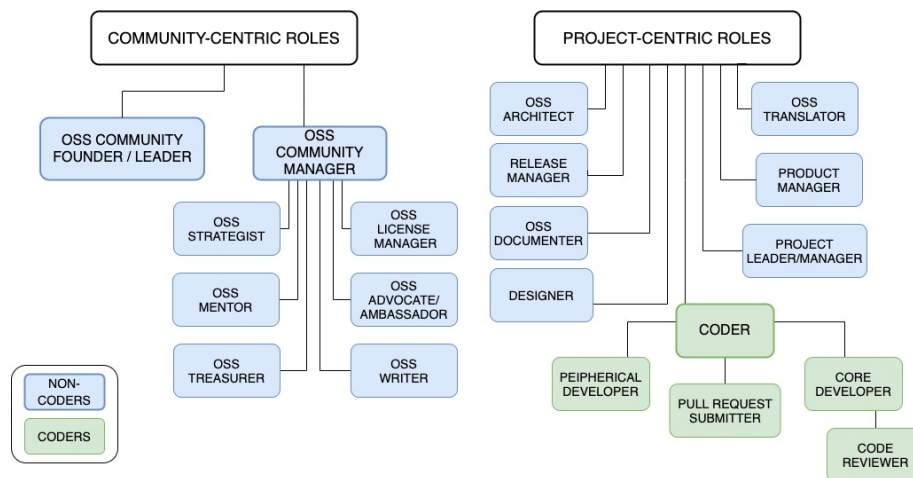 COMMUNITY-CENTRIC ROLES
OSS COMMUNITY
FOUNDER / LEADER
OSS
COMMUNITY
MANAGER
OSS
STRATEGIST
OSS
LICENSE
MANAGER
OSS
MENTOR
OSS
ADVOCATE/
AMBASSADOR
OSS
TREASURER
OSS
WRITER
NON-
CODERS
CODERS
PROJECT-CENTRIC ROLES
OSS
ARCHITECT
OSS
TRANSLATOR
RELEASE
MANAGER
PRODUCT
MANAGER
OSS
DOCUMENTER
PROJECT
LEADER/MANAGER
DESIGNER
CODER
PEIPHERICAL
DEVELOPER
PULL REQUEST
SUBMITTER
CORE
DEVELOPER
CODE
REVIEWER